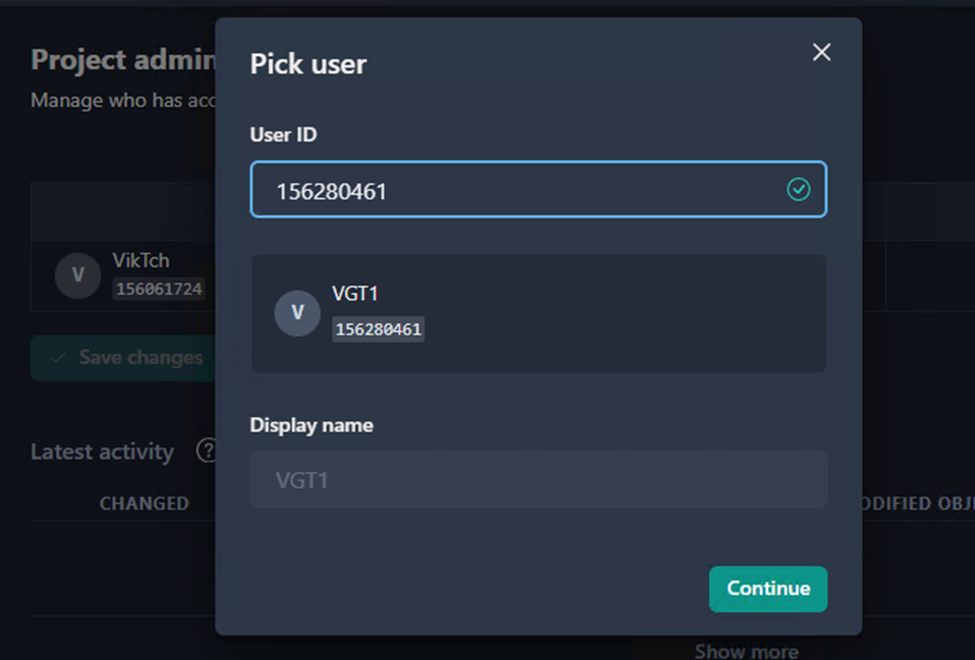 Project admin
Manage who has acc
V
VikTch
156061724
Save changes
Latest activity
?
CHANGED
ODIFIED OBJE
Show more
Pick user
User ID
156280461
V
VGT1
156280461
Display name
VGT1
Continue